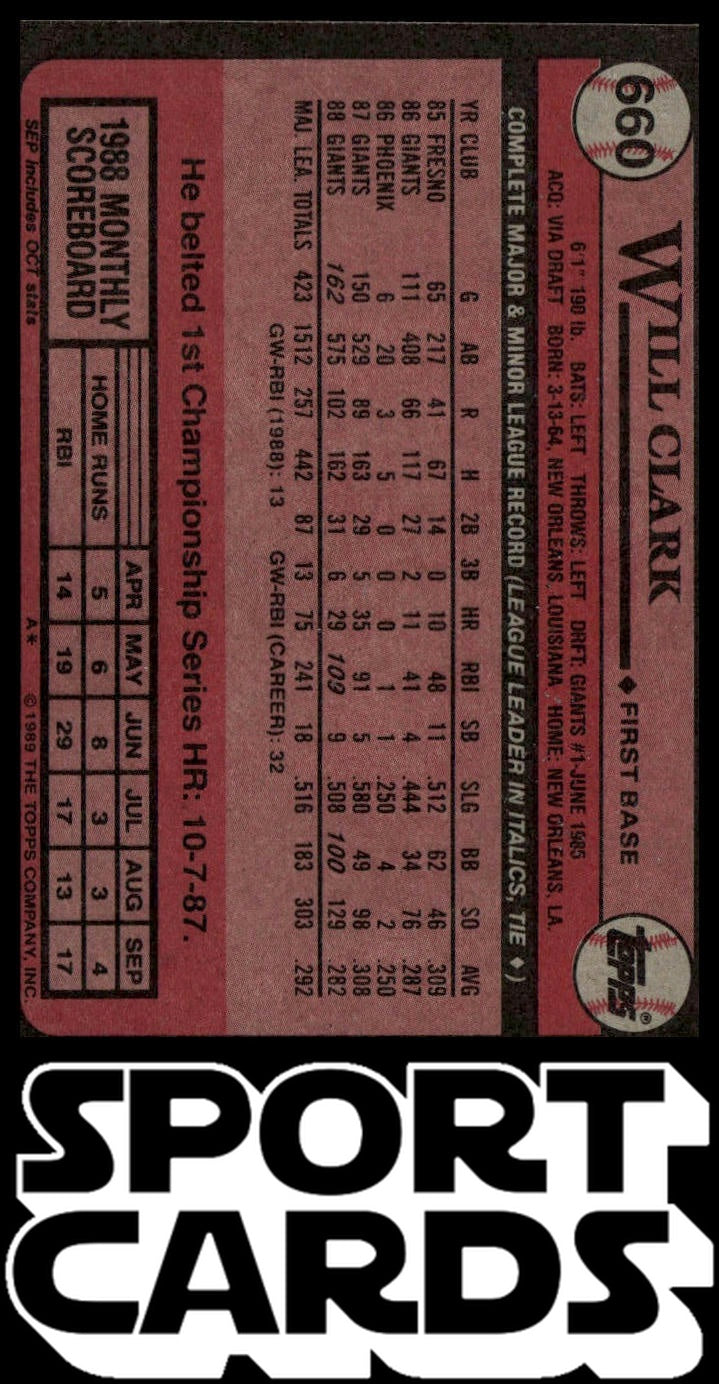 660
WILL CLARK
◆ FIRST BASE
Topps®
6'1" 190 lb. BATS: LEFT THROWS: LEFT DRFT: GIANTS #1-JUNE 1985
ACQ: VIA DRAFT BORN: 3-13-64, NEW ORLEANS, LOUISIANA HOME: NEW ORLEANS, LA.
COMPLETE MAJOR & MINOR LEAGUE RECORD (LEAGUE LEADER IN ITALICS, TIE ◆)
YR CLUB G AB R H 2B 3B HR RBI SB SLG BB SO AVG
85 FRESNO 65 217 41 67 14 0 10 48 11 .512 62 46 .309
86 GIANTS 111 408 66 117 27 2 11 41 4 .444 34 76 .287
86 PHOENIX 6 20 3 5 0 0 0 1 1 .250 4 2 .250
87 GIANTS 150 529 89 163 29 5 35 91 5 .580 49 98 .308
88 GIANTS 162 575 102 162 31 6 29 109 9 .508 100 129 .282
MAJ. LEA. TOTALS 423 1512 257 442 87 13 75 241 18 .516 183 303 .292
GW-RBI (1988): 13 GW-RBI (CAREER): 32
He belted 1st Championship Series HR: 10-7-87.
1988 MONTHLY
SCOREBOARD
APR MAY JUN JUL AUG SEP
HOME RUNS 5 6 8 3 3 4
RBI 14 19 29 17 13 17
SEP includes OCT stats
A* © 1989 THE TOPPS COMPANY, INC.
SPORT
CARDS